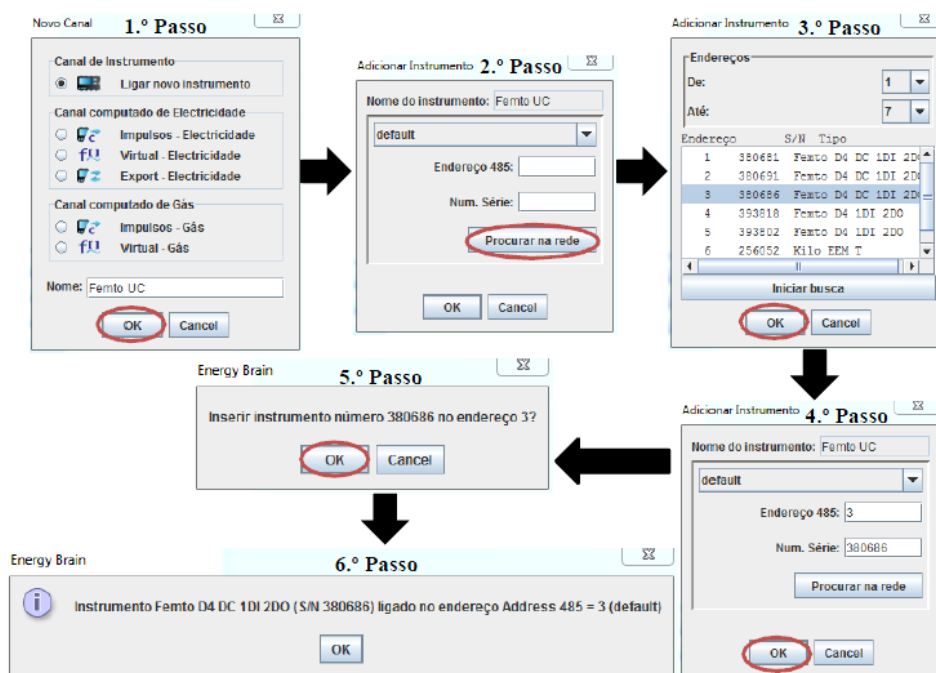 Novo Canal
1.º Passo
Canal de Instrumento
Ligar novo instrumento
Canal computado de Electricidade
Impulsos - Electricidade
Virtual - Electricidade
Export - Electricidade
Canal computado de Gás
Impulsos - Gás
Virtual - Gás
Nome: Femto UC
OK Cancel
Adicionar Instrumento 2.º Passo
Nome do instrumento: Femto UC
default
Endereço 485:
Num. Série:
Procurar na rede
OK Cancel
Adicionar Instrumento 3.º Passo
Endereços
De: 1
Até: 7
Endereço S/N Tipo
1 380681 Femto D4 DC 1DI 2DO
2 380691 Femto D4 DC 1DI 2DO
3 380686 Femto D4 DC 1DI 2DO
4 393818 Femto D4 1DI 2DO
5 393802 Femto D4 1DI 2DO
6 256052 Kilo EEM T
Iniciar busca
OK Cancel
Adicionar Instrumento 4.º Passo
Nome do instrumento: Femto UC
default
Endereço 485: 3
Num. Série: 380686
Procurar na rede
OK Cancel
Energy Brain
5.º Passo
Inserir instrumento número 380686 no endereço 3?
OK Cancel
Energy Brain
6.º Passo
Instrumento Femto D4 DC 1DI 2DO (S/N 380686) ligado no endereço Address 485 = 3 (default)
OK